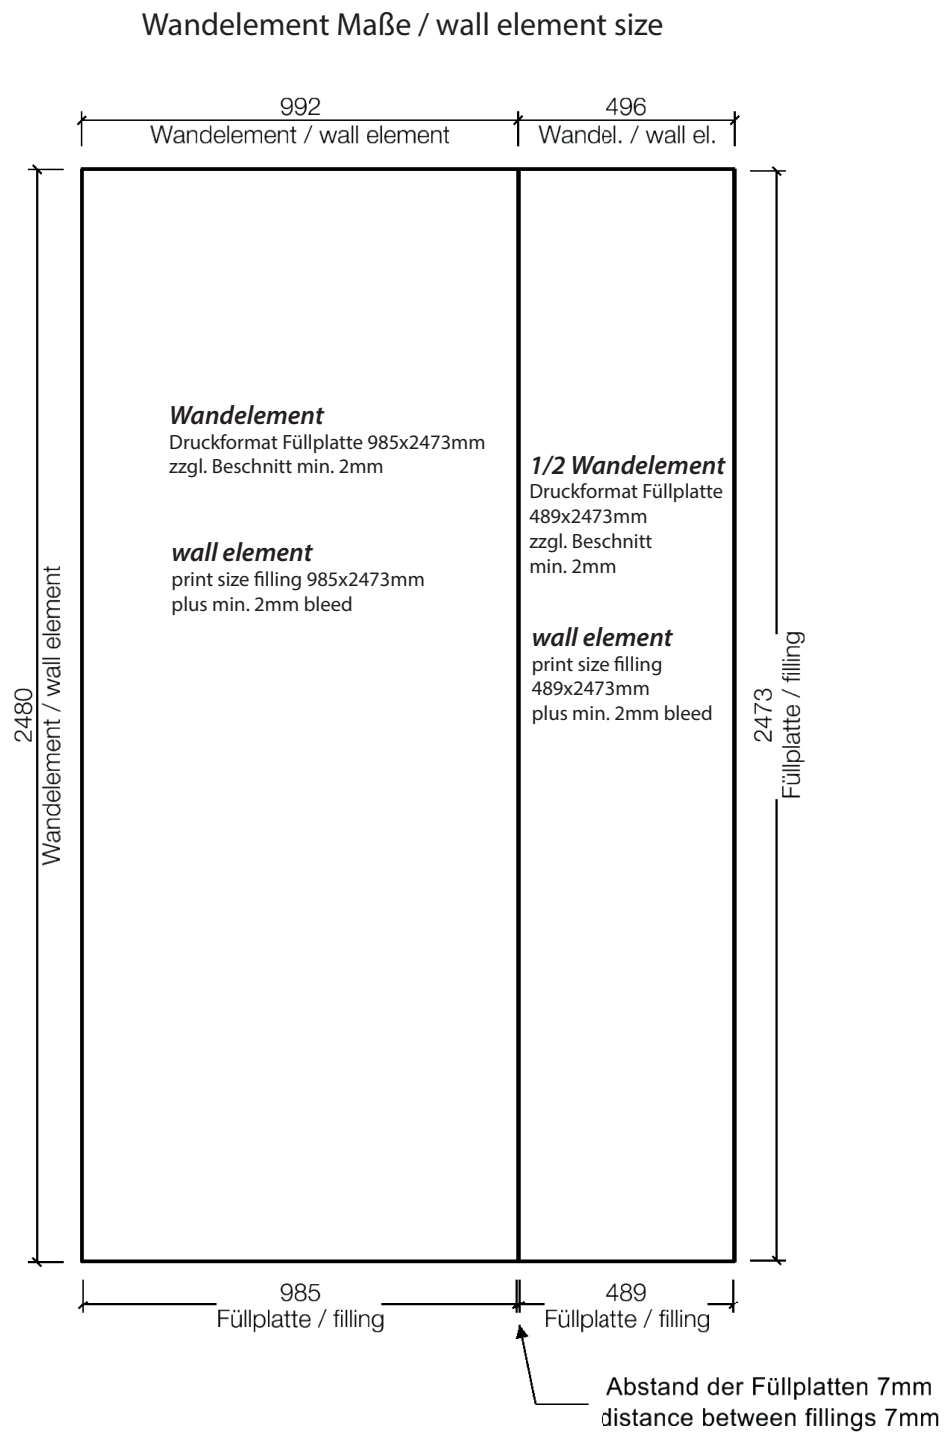 Wandelement Maße / wall element size
992
Wandelement / wall element
496
Wandel. / wall el.
2480
Wandelement / wall element
Wandelement
Druckformat Füllplatte 985x2473mm
zzgl. Beschnitt min. 2mm
wall element
print size filling 985x2473mm
plus min. 2mm bleed
1/2 Wandelement
Druckformat Füllplatte
489x2473mm
zzgl. Beschnitt
min. 2mm
wall element
print size filling
489x2473mm
plus min. 2mm bleed
2473
Füllplatte / filling
985
Füllplatte / filling
489
Füllplatte / filling
Abstand der Füllplatten 7mm
distance between fillings 7mm